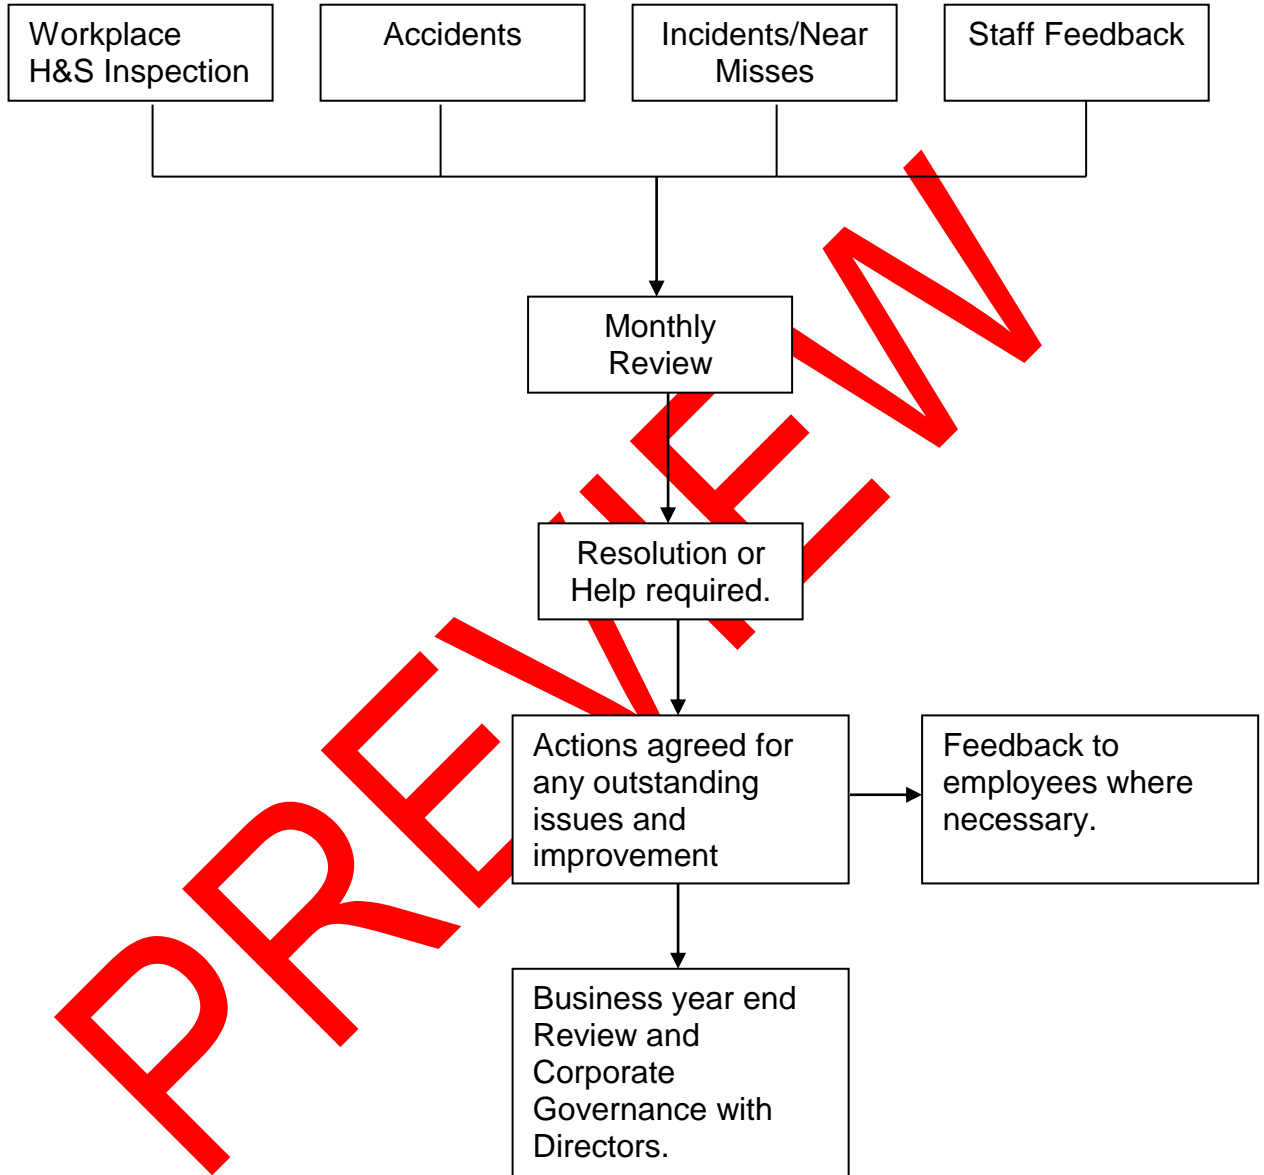 Workplace
H&S Inspection
Accidents
Incidents/Near
Misses
Staff Feedback
Monthly
Review
Resolution or
Help required.
Actions agreed for
any outstanding
issues and
improvement
Feedback to
employees where
necessary.
Business year end
Review and
Corporate
Governance with
Directors.
PREVIEW